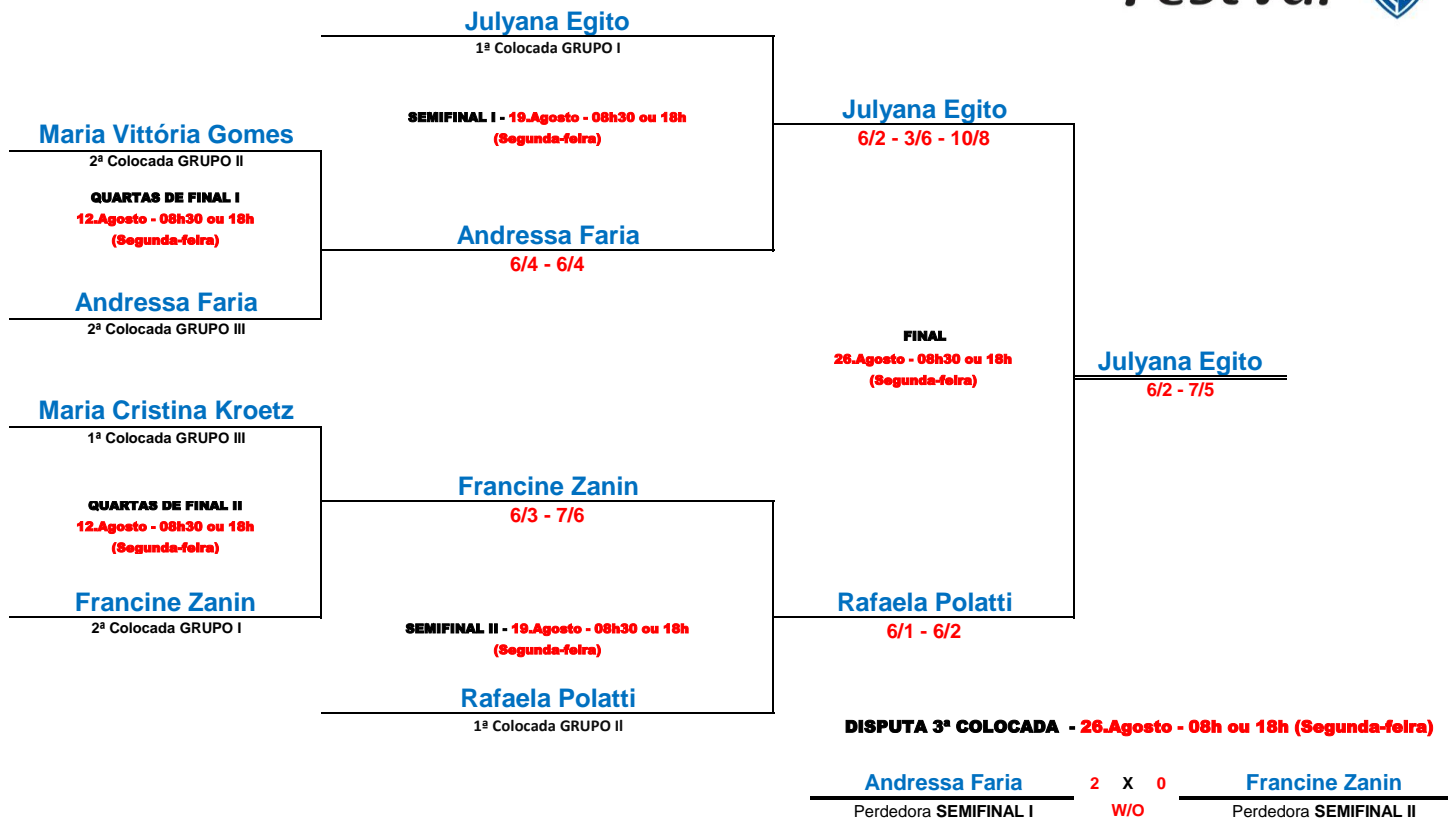 Julyana Egito
1ª Colocada GRUPO I
SEMIFINAL I - 19.Agosto - 08h30 ou 18h
(Segunda-feira)
Julyana Egito
6/2 - 3/6 - 10/8
Maria Vittória Gomes
2ª Colocada GRUPO II
QUARTAS DE FINAL I
12.Agosto - 08h30 ou 18h
(Segunda-feira)
Andressa Faria
6/4 - 6/4
Andressa Faria
2ª Colocada GRUPO III
FINAL
26.Agosto - 08h30 ou 18h
(Segunda-feira)
Julyana Egito
6/2 - 7/5
Maria Cristina Kroetz
1ª Colocada GRUPO III
QUARTAS DE FINAL II
12.Agosto - 08h30 ou 18h
(Segunda-feira)
Francine Zanin
6/3 - 7/6
Francine Zanin
2ª Colocada GRUPO I
SEMIFINAL II - 19.Agosto - 08h30 ou 18h
(Segunda-feira)
Rafaela Polatti
6/1 - 6/2
Rafaela Polatti
1ª Colocada GRUPO II
DISPUTA 3ª COLOCADA - 26.Agosto - 08h ou 18h (Segunda-feira)
Andressa Faria 2 X 0 Francine Zanin
Perdedora SEMIFINAL I W/O Perdedora SEMIFINAL II